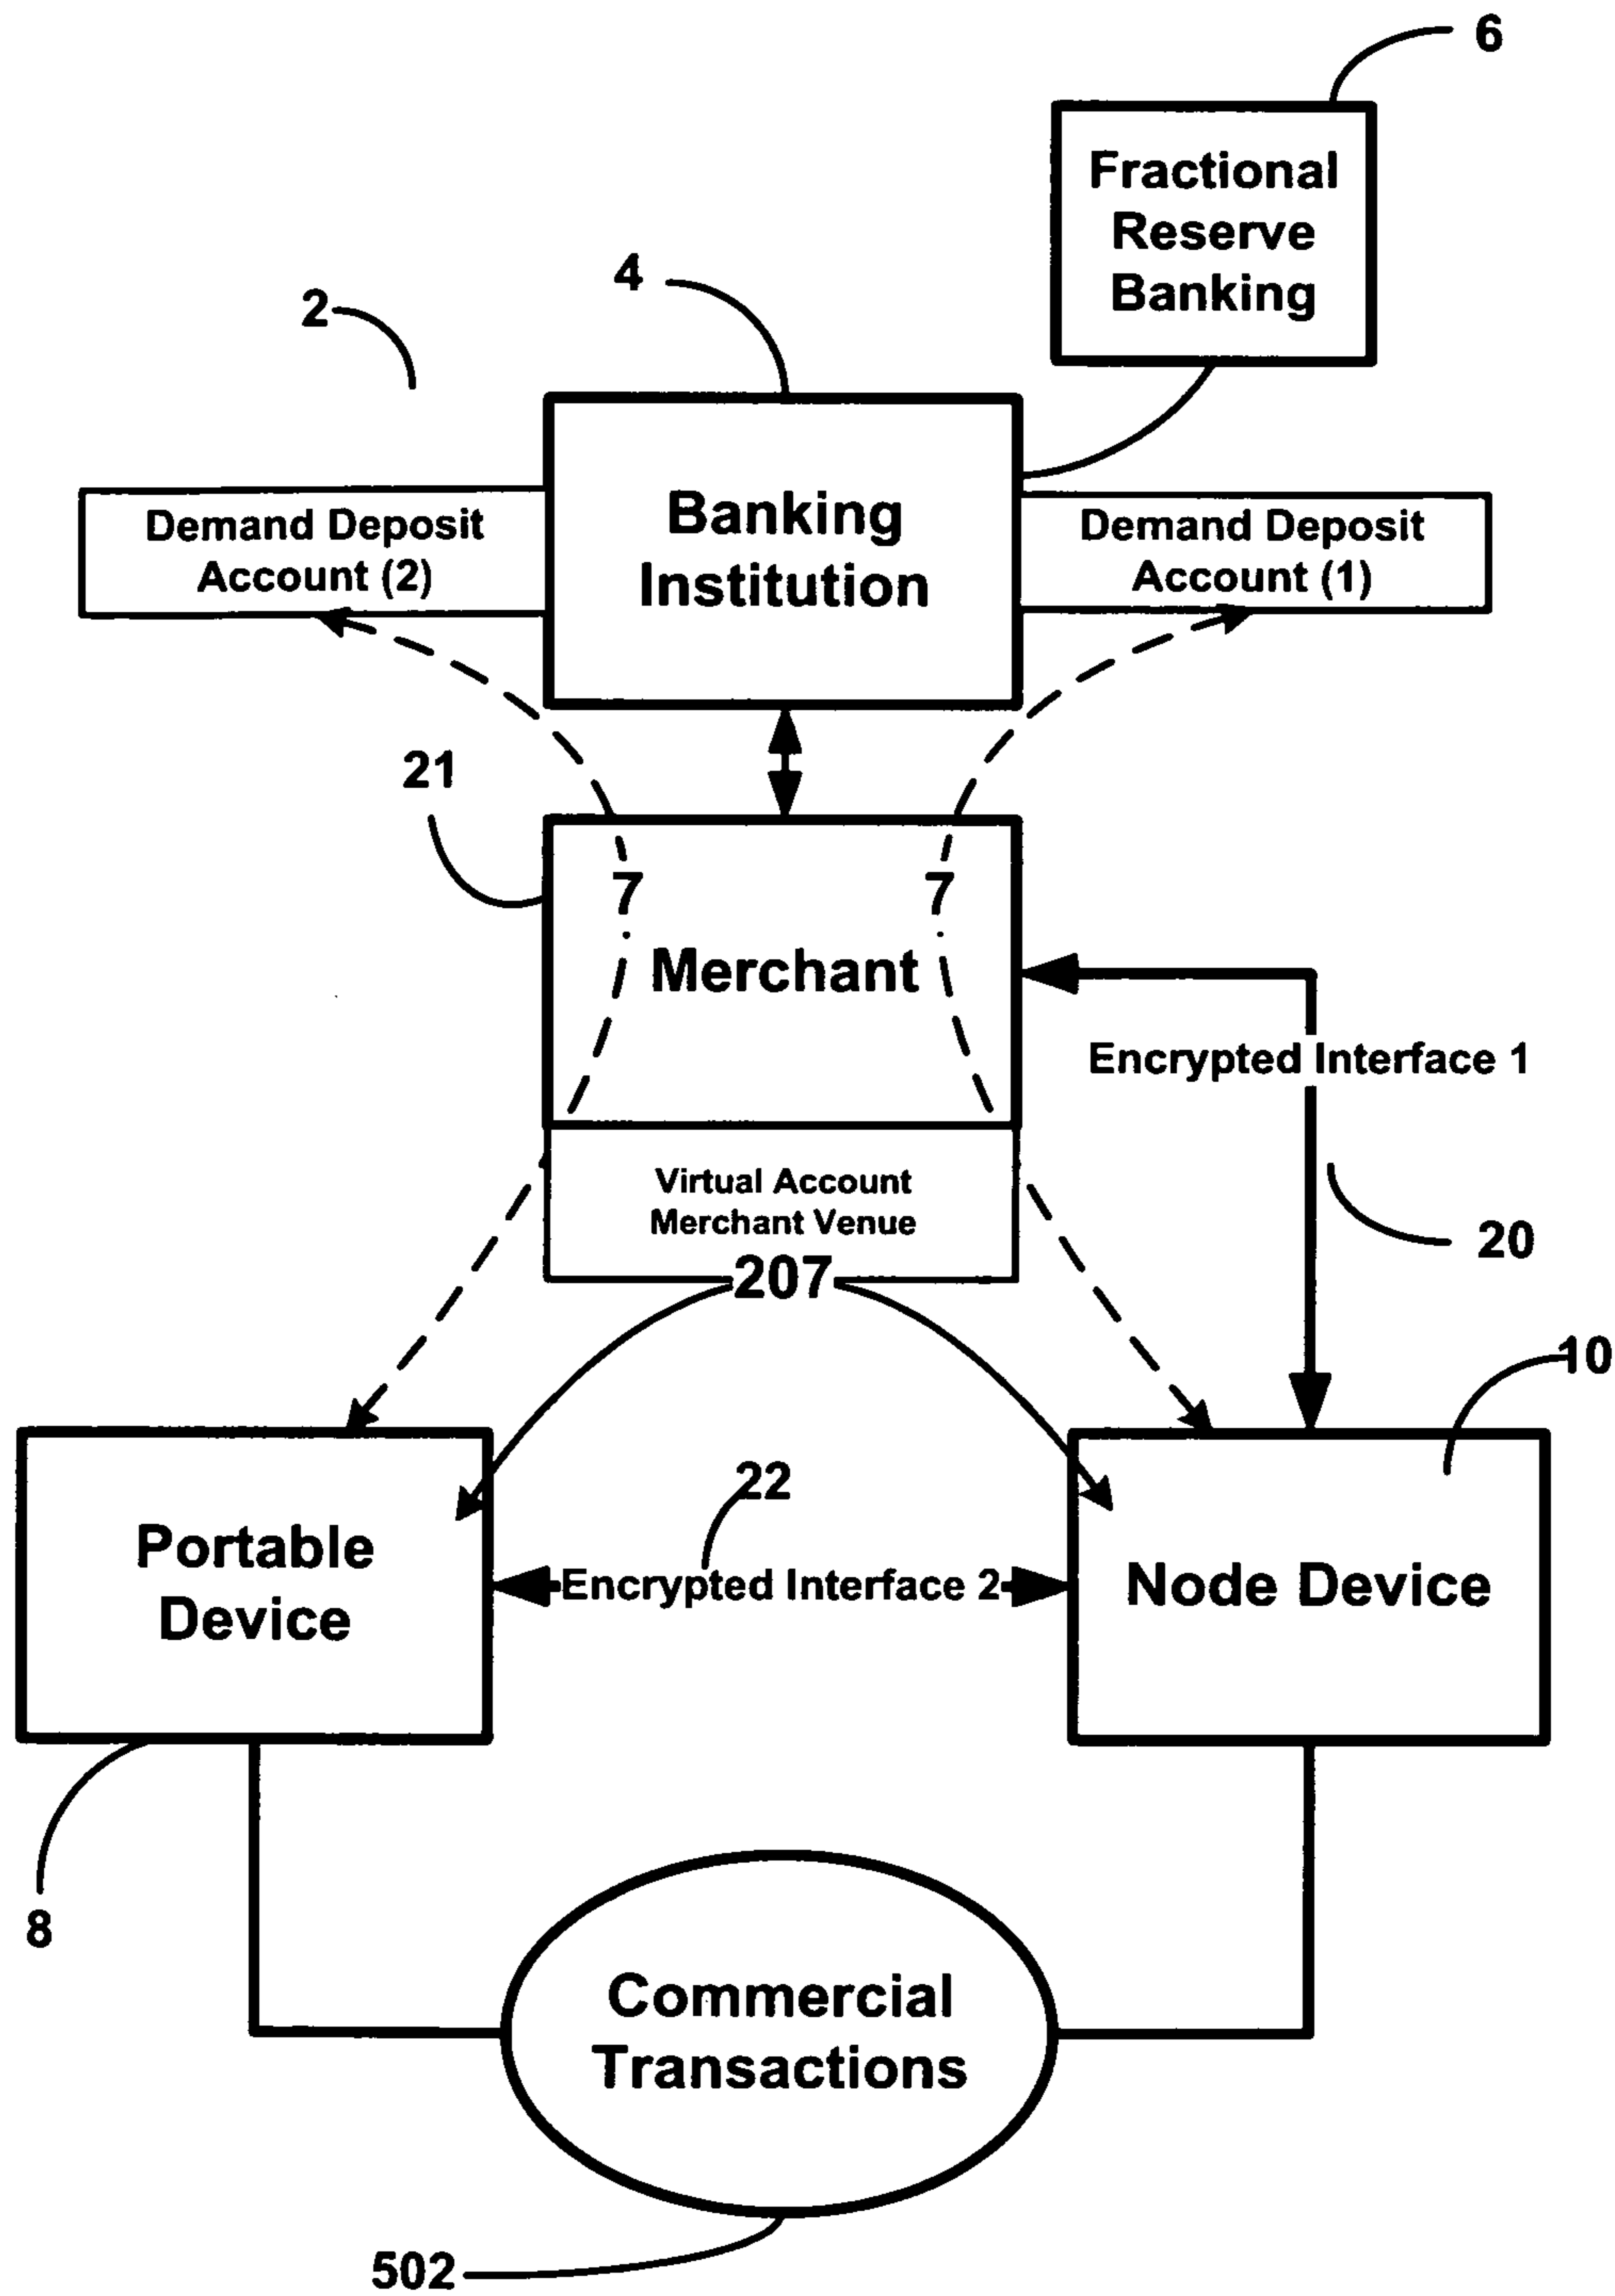 6
Fractional
Reserve
Banking
4
2
Demand Deposit
Account (2)
Banking
Institution
Demand Deposit
Account (1)
21
7
7
Merchant
Encrypted Interface 1
Virtual Account
Merchant Venue
207
20
10
22
Portable
Device
Encrypted Interface 2
Node Device
8
Commercial
Transactions
502